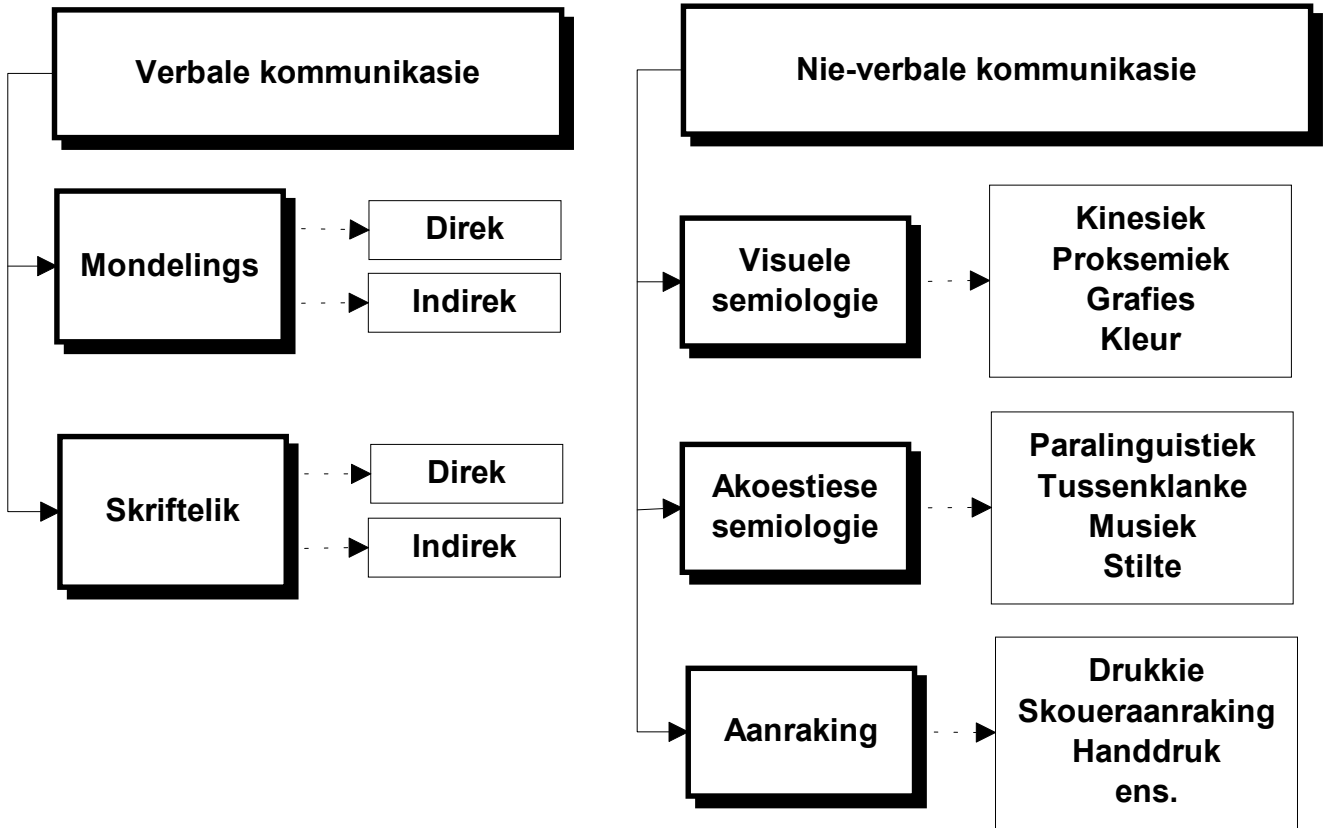 Verbale kommunikasie
Mondelings
Direk
Indirek
Skriftelik
Direk
Indirek
Nie-verbale kommunikasie
Visuele
semiologie
Kinesiek
Proksemiek
Grafies
Kleur
Akoestiese
semiologie
Paralinguistiek
Tussenklanke
Musiek
Stilte
Aanraking
Drukkie
Skoueraanraking
Handdruk
ens.